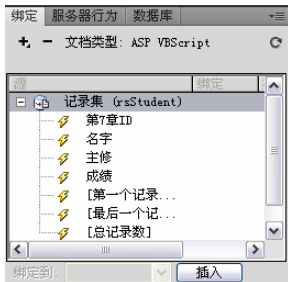 绑定 服务器行为 数据库
文档类型: ASP VBScript
源 绑定
记录集 (rsStudent)
第7章ID
名字
主修
成绩
[第一个记录...
[最后一个记...
[总记录数]
绑定到: 插入